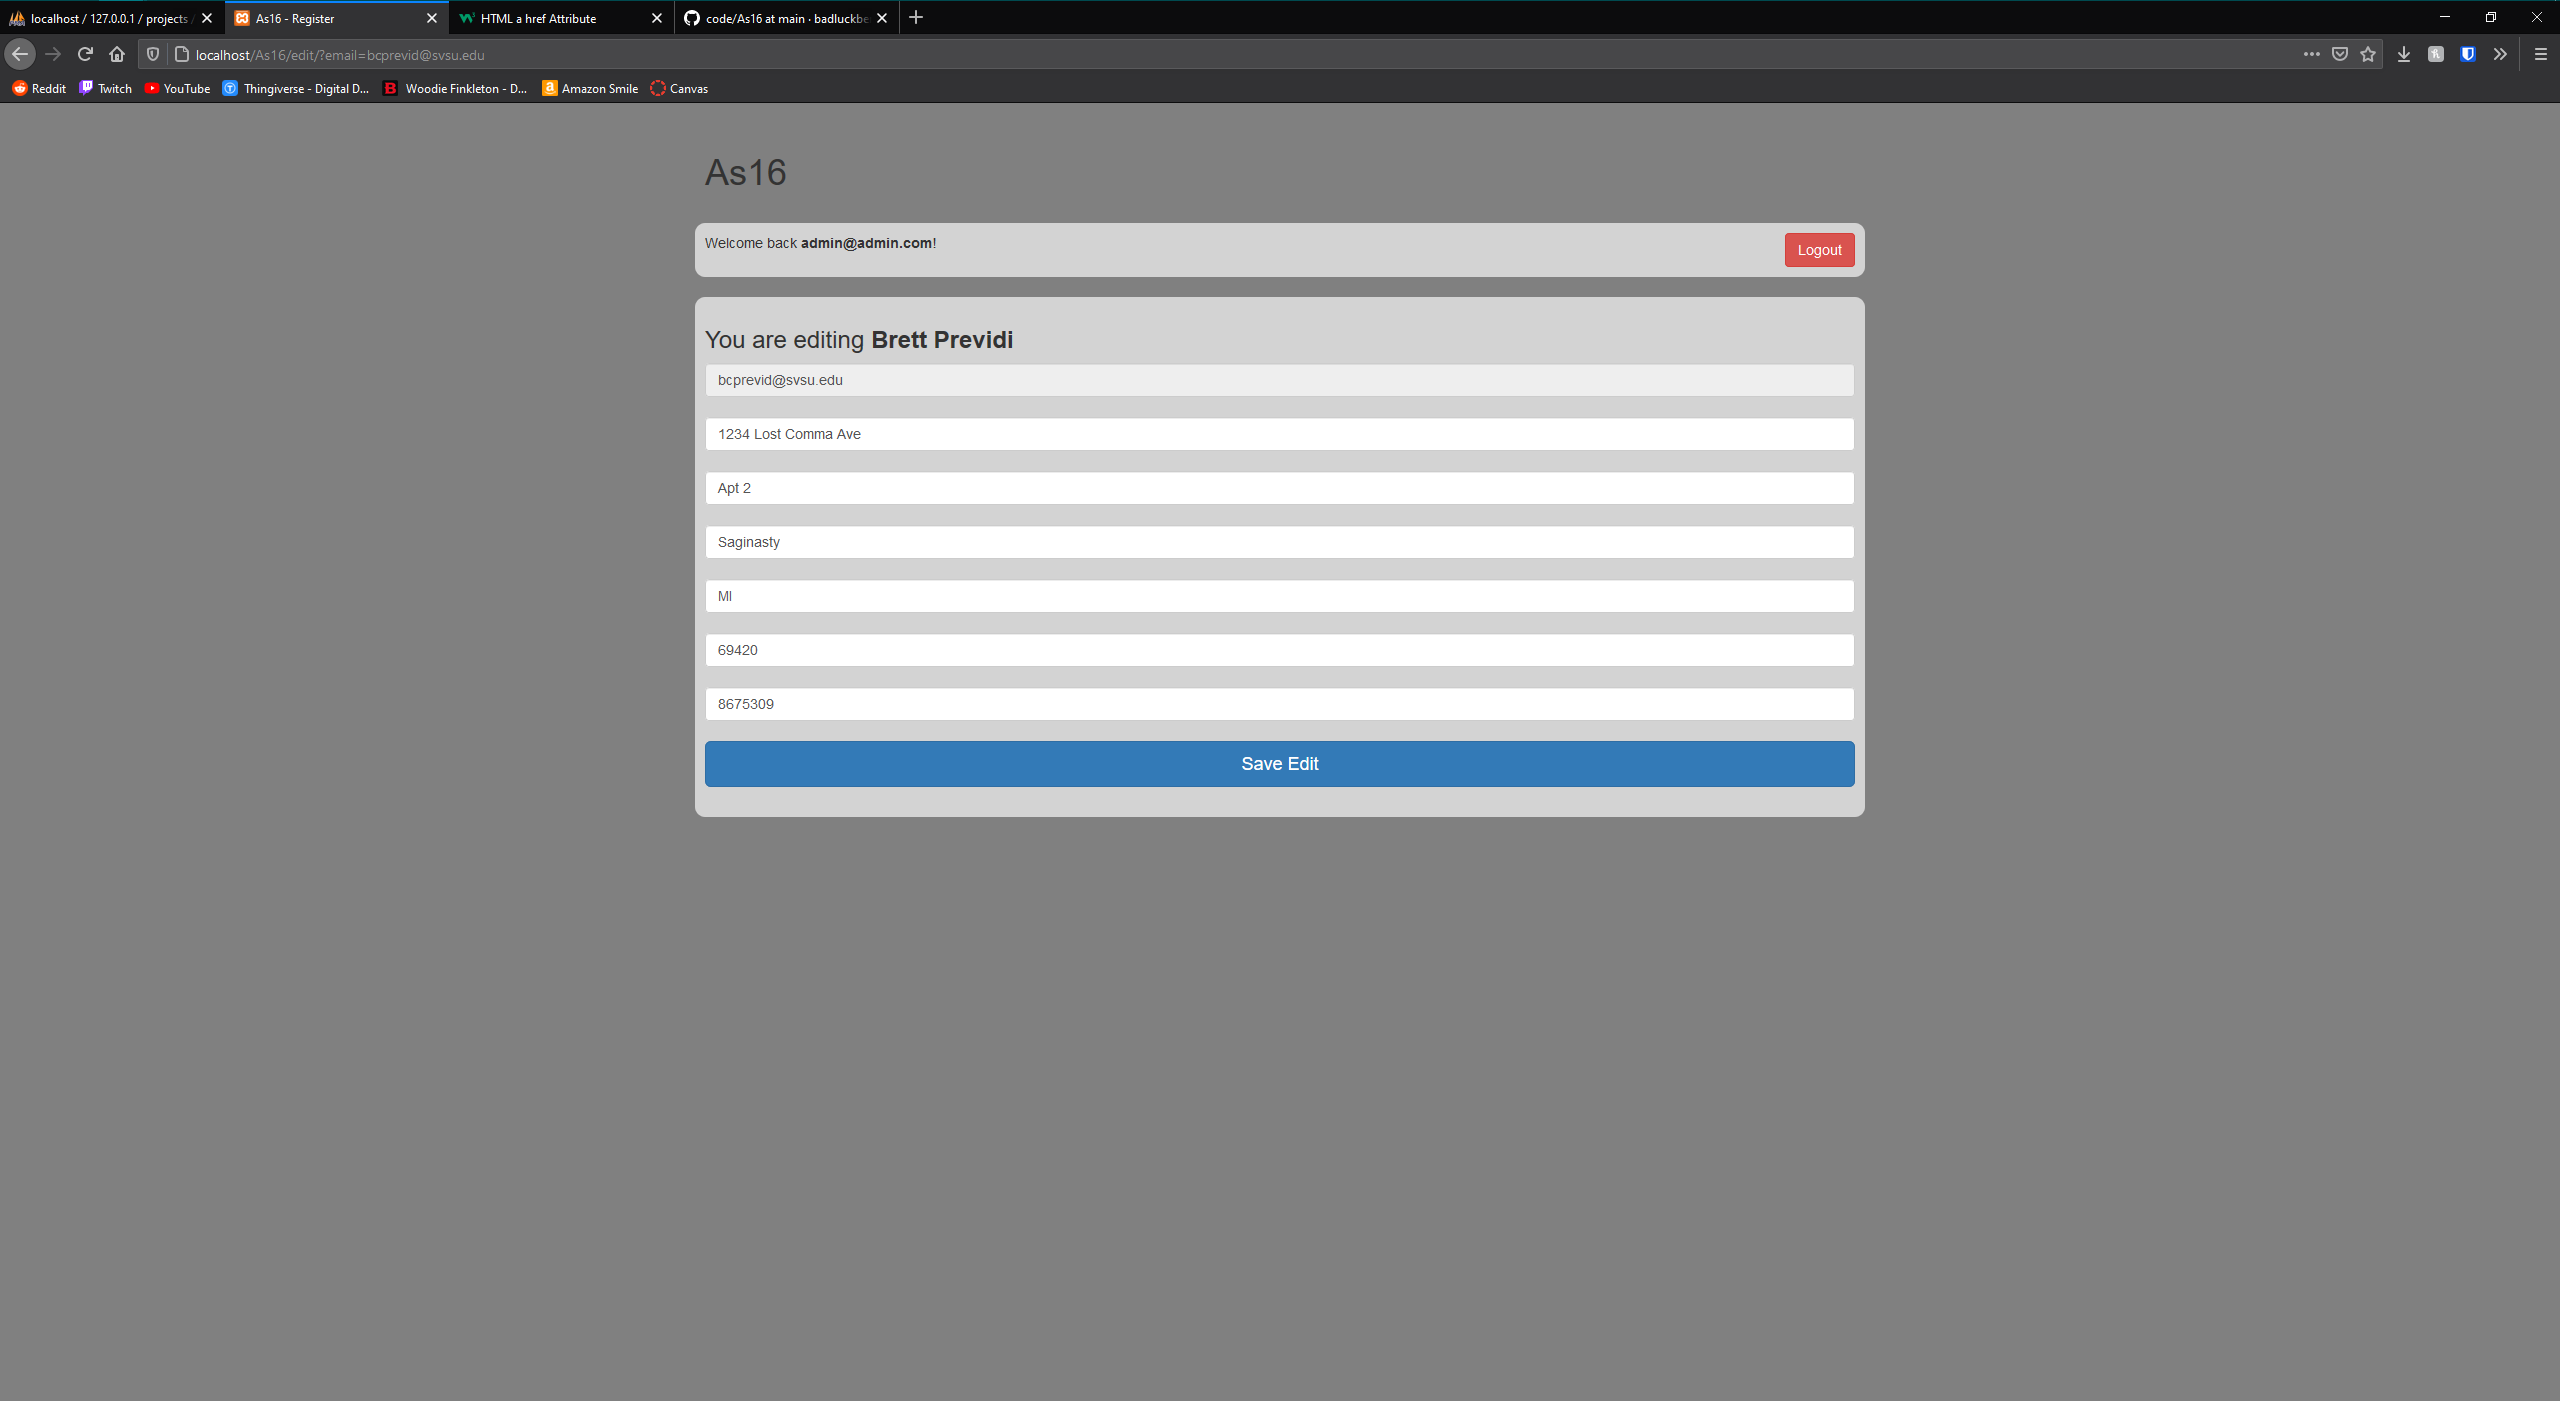 localhost / 127.0.0.1 / projects /
As16 - Register
HTML a href Attribute
code/As16 at main · badluckbe
localhost/As16/edit/?email=bcprevid@svsu.edu
Reddit
Twitch
YouTube
Thingiverse - Digital D...
Woodie Finkleton - D...
Amazon Smile
Canvas
As16
Welcome back admin@admin.com!
Logout
You are editing Brett Previdi
bcprevid@svsu.edu
1234 Lost Comma Ave
Apt 2
Saginasty
MI
69420
8675309
Save Edit